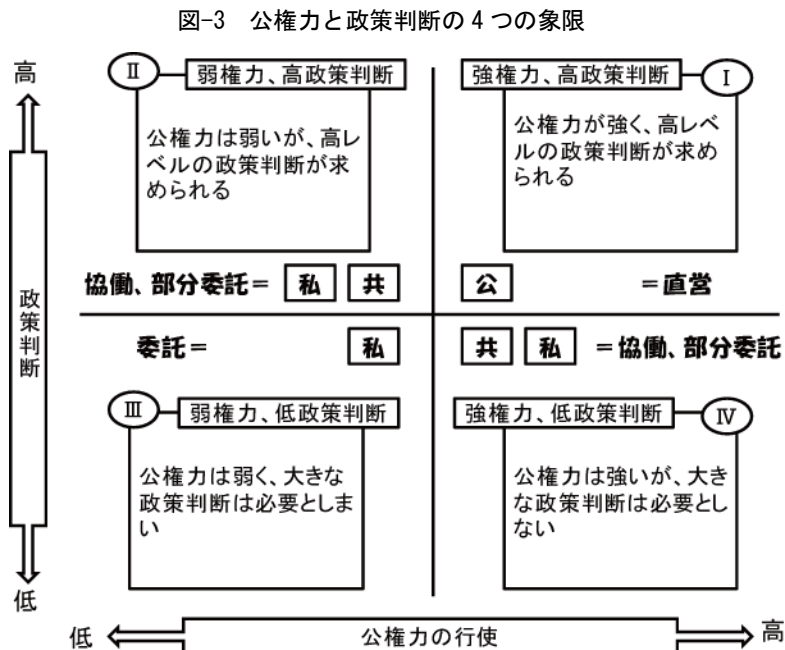 図-3 公権力と政策判断の4つの象限
高
政策判断
低
Ⅱ
弱権力、高政策判断
公権力は弱いが、高レ
ベルの政策判断が求
められる
協働、部分委託= 私 共
強権力、高政策判断
Ⅰ
公権力が強く、高レベ
ルの政策判断が求め
られる
公 =直営
委託= 私
Ⅲ
弱権力、低政策判断
公権力は弱く、大きな
政策判断は必要としま
い
共 私 =協働、部分委託
強権力、低政策判断
Ⅳ
公権力は強いが、大き
な政策判断は必要とし
ない
低
公権力の行使
高